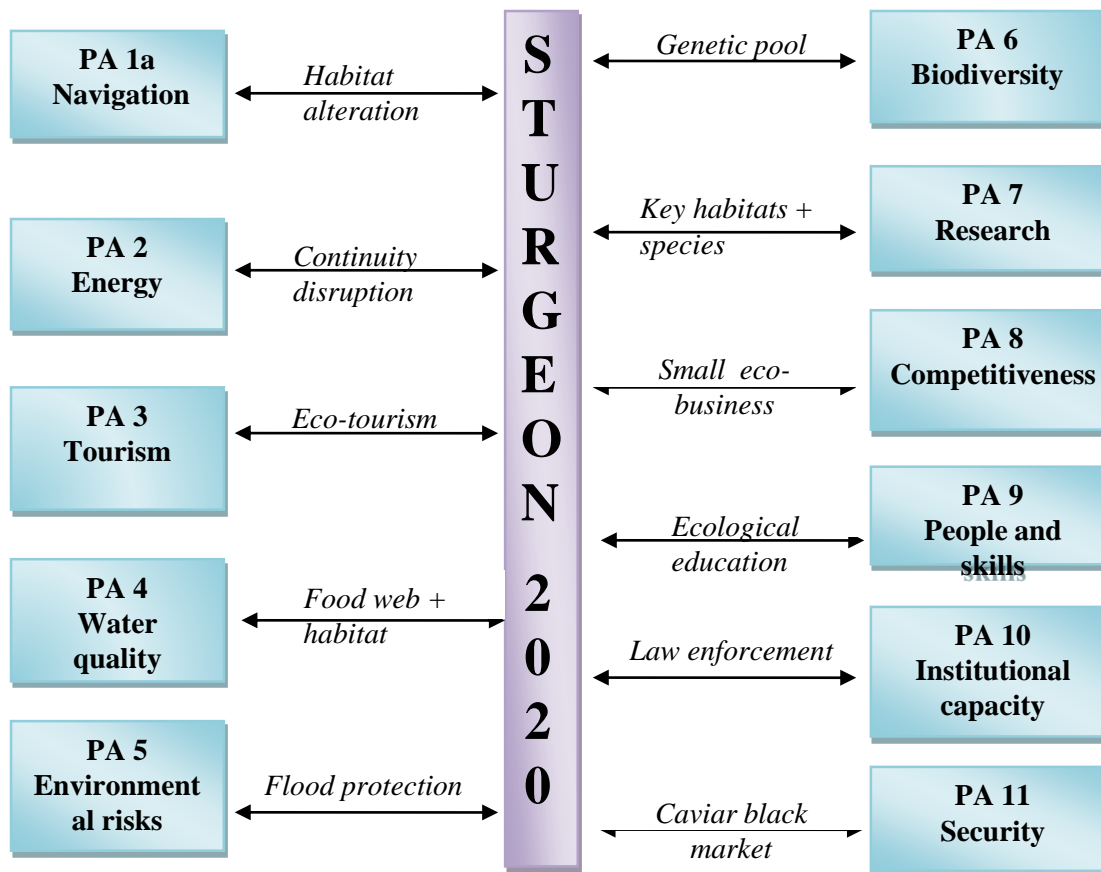 PA 1a
Navigation
Habitat
alteration
PA 2
Energy
Continuity
disruption
PA 3
Tourism
Eco-tourism
PA 4
Water
quality
Food web +
habitat
PA 5
Environment
al risks
Flood protection
S
T
U
R
G
E
O
N
2
0
2
0
Genetic pool
PA 6
Biodiversity
Key habitats +
species
PA 7
Research
Small eco-
business
PA 8
Competitiveness
Ecological
education
PA 9
People and
skills
Law enforcement
PA 10
Institutional
capacity
Caviar black
market
PA 11
Security